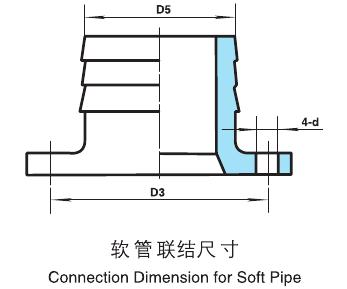 D5
4-d
D3
软管联结尺寸
Connection Dimension for Soft Pipe